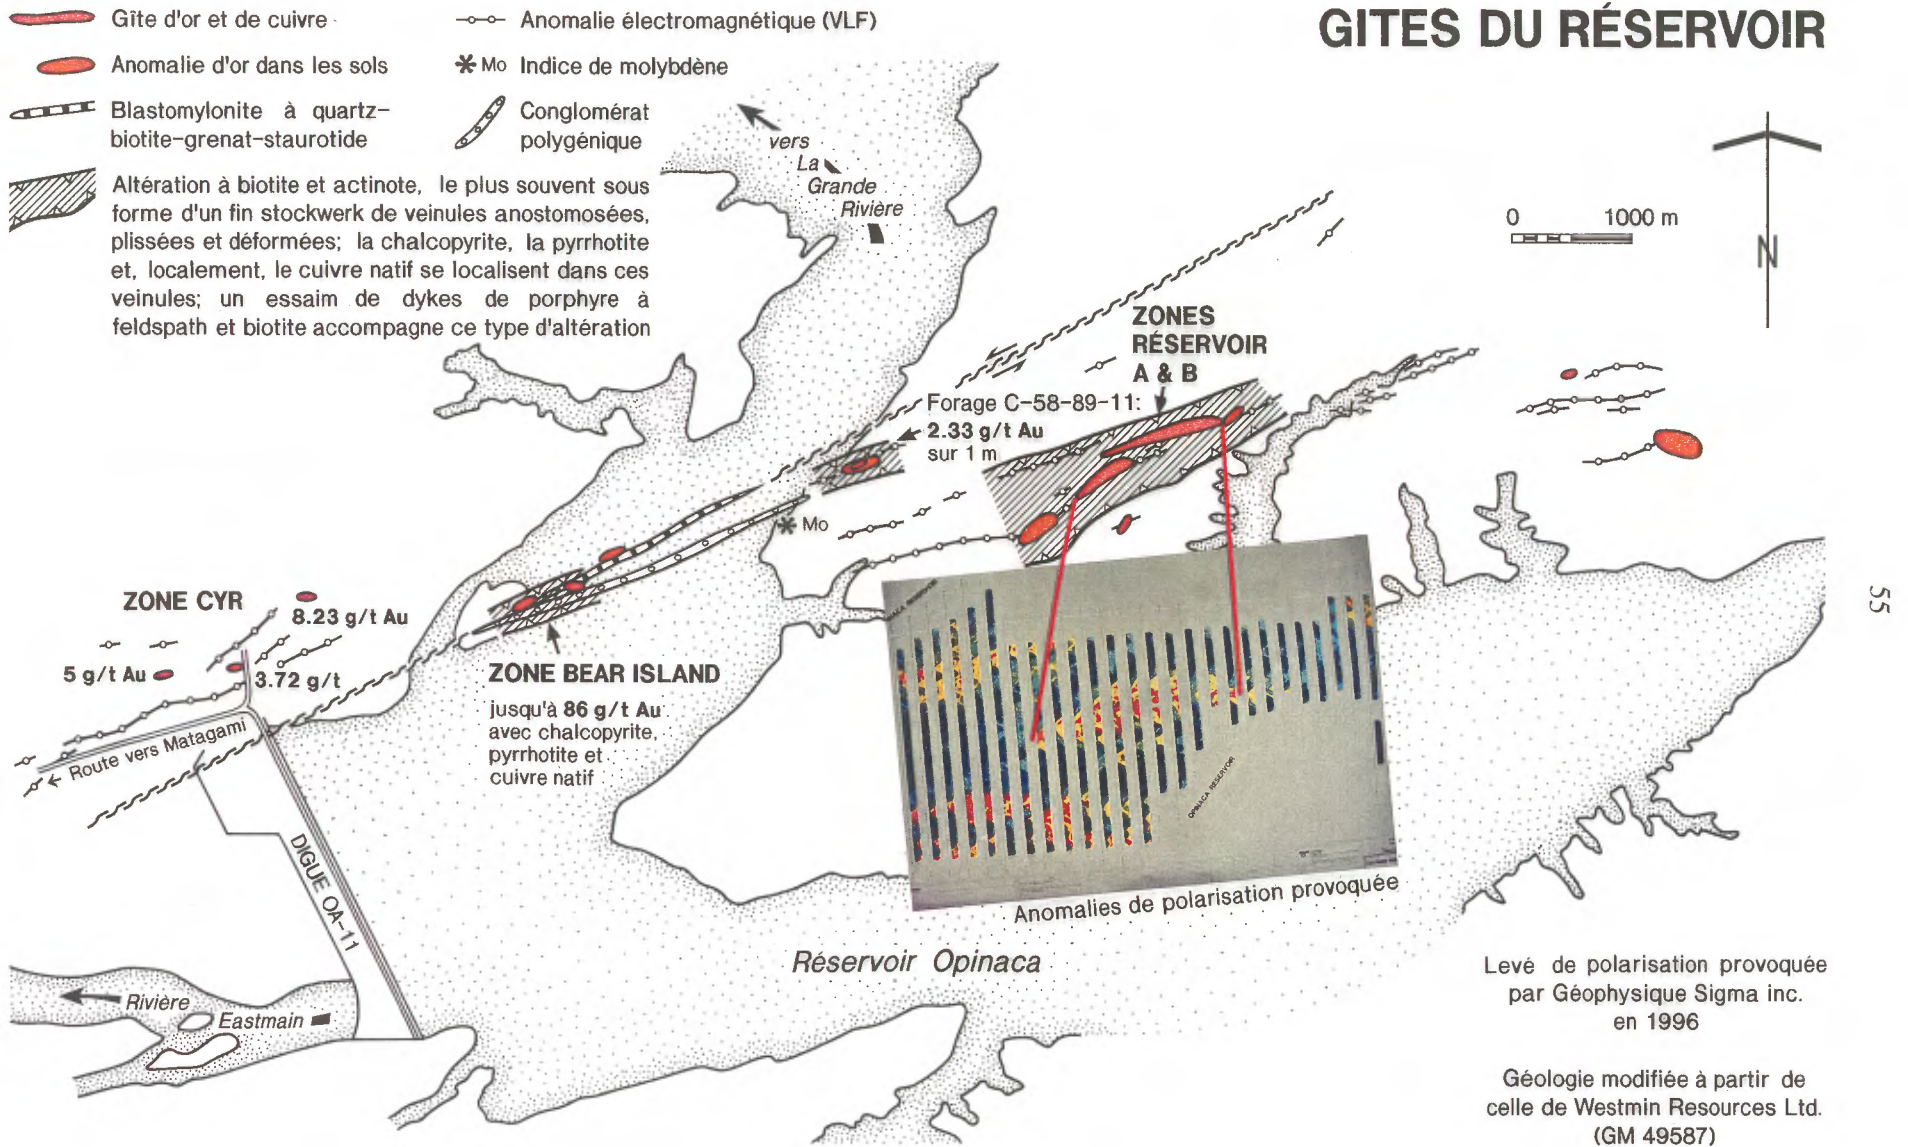 GITES DU RÉSERVOIR
Gîte d'or et de cuivre
Anomalie d'or dans les sols
Blastomylonite à quartz-
biotite-grenat-staurotide
Anomalie électromagnétique (VLF)
Mo Indice de molybdène
Conglomérat
polygénique
Altération à biotite et actinote, le plus souvent sous
forme d'un fin stockwerk de veinules anostomosées,
plissées et déformées; la chalcopyrite, la pyrrhotite
et, localement, le cuivre natif se localisent dans ces
veinules; un essaim de dykes de porphyre à
feldspath et biotite accompagne ce type d'altération
vers
La
Grande
Rivière
0 1000 m
N
ZONES
RÉSERVOIR
A & B
Forage C-58-89-11:
2.33 g/t Au
sur 1 m
Mo
ZONE CYR
8.23 g/t Au
5 g/t Au
3.72 g/t
Route vers Matagami
ZONE BEAR ISLAND
jusqu'à 86 g/t Au
avec chalcopyrite,
pyrrhotite et
cuivre natif
DIGUE OA-11
OPINACA RESERVOIR
OPINACA RESERVOIR
Anomalies de polarisation provoquée
Réservoir Opinaca
Rivière
Eastmain
55
Levé de polarisation provoquée
par Géophysique Sigma inc.
en 1996
Géologie modifiée à partir de
celle de Westmin Resources Ltd.
(GM 49587)